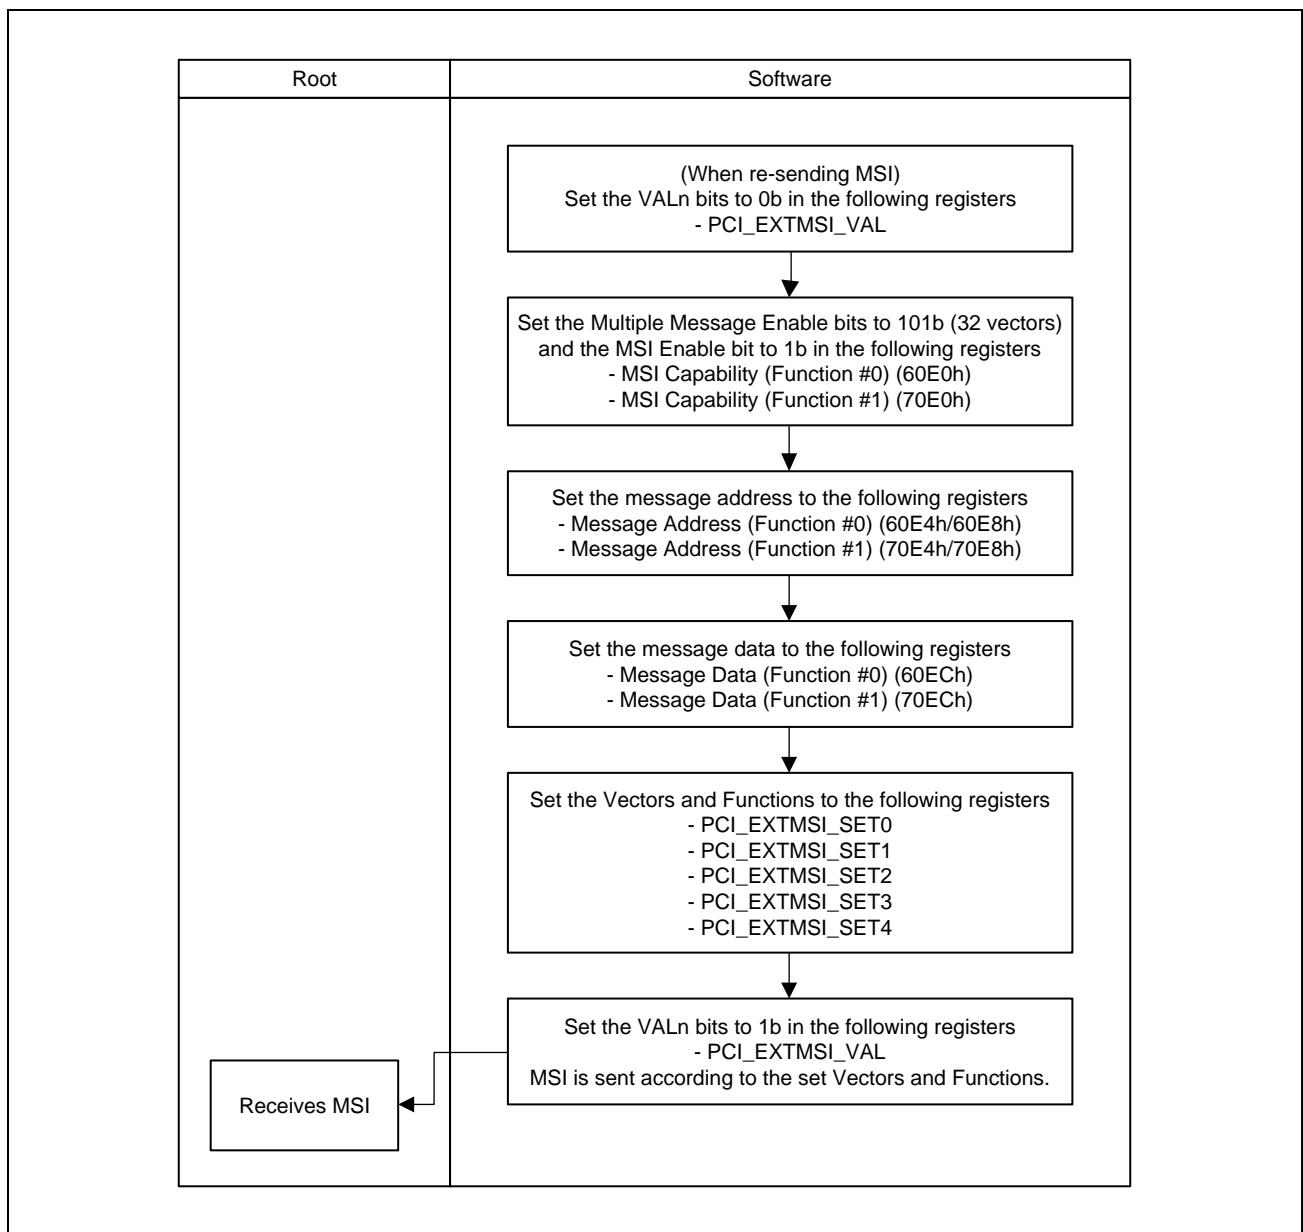 Root
Software
(When re-sending MSI)
Set the VALn bits to 0b in the following registers
- PCI_EXTMSI_VAL
Set the Multiple Message Enable bits to 101b (32 vectors)
and the MSI Enable bit to 1b in the following registers
- MSI Capability (Function #0) (60E0h)
- MSI Capability (Function #1) (70E0h)
Set the message address to the following registers
- Message Address (Function #0) (60E4h/60E8h)
- Message Address (Function #1) (70E4h/70E8h)
Set the message data to the following registers
- Message Data (Function #0) (60ECh)
- Message Data (Function #1) (70ECh)
Set the Vectors and Functions to the following registers
- PCI_EXTMSI_SET0
- PCI_EXTMSI_SET1
- PCI_EXTMSI_SET2
- PCI_EXTMSI_SET3
- PCI_EXTMSI_SET4
Set the VALn bits to 1b in the following registers
- PCI_EXTMSI_VAL
MSI is sent according to the set Vectors and Functions.
Receives MSI